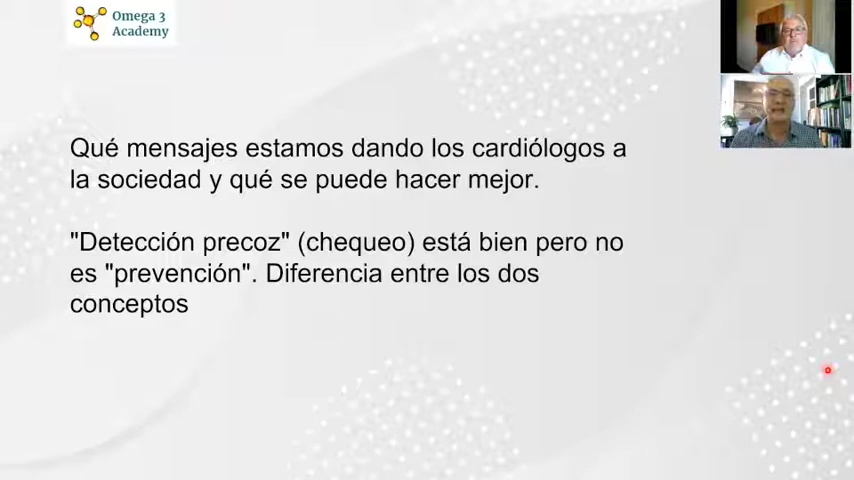 Omega 3
Academy
Qué mensajes estamos dando los cardiólogos a
la sociedad y qué se puede hacer mejor.
"Detección precoz" (chequeo) está bien pero no
es "prevención". Diferencia entre los dos
conceptos